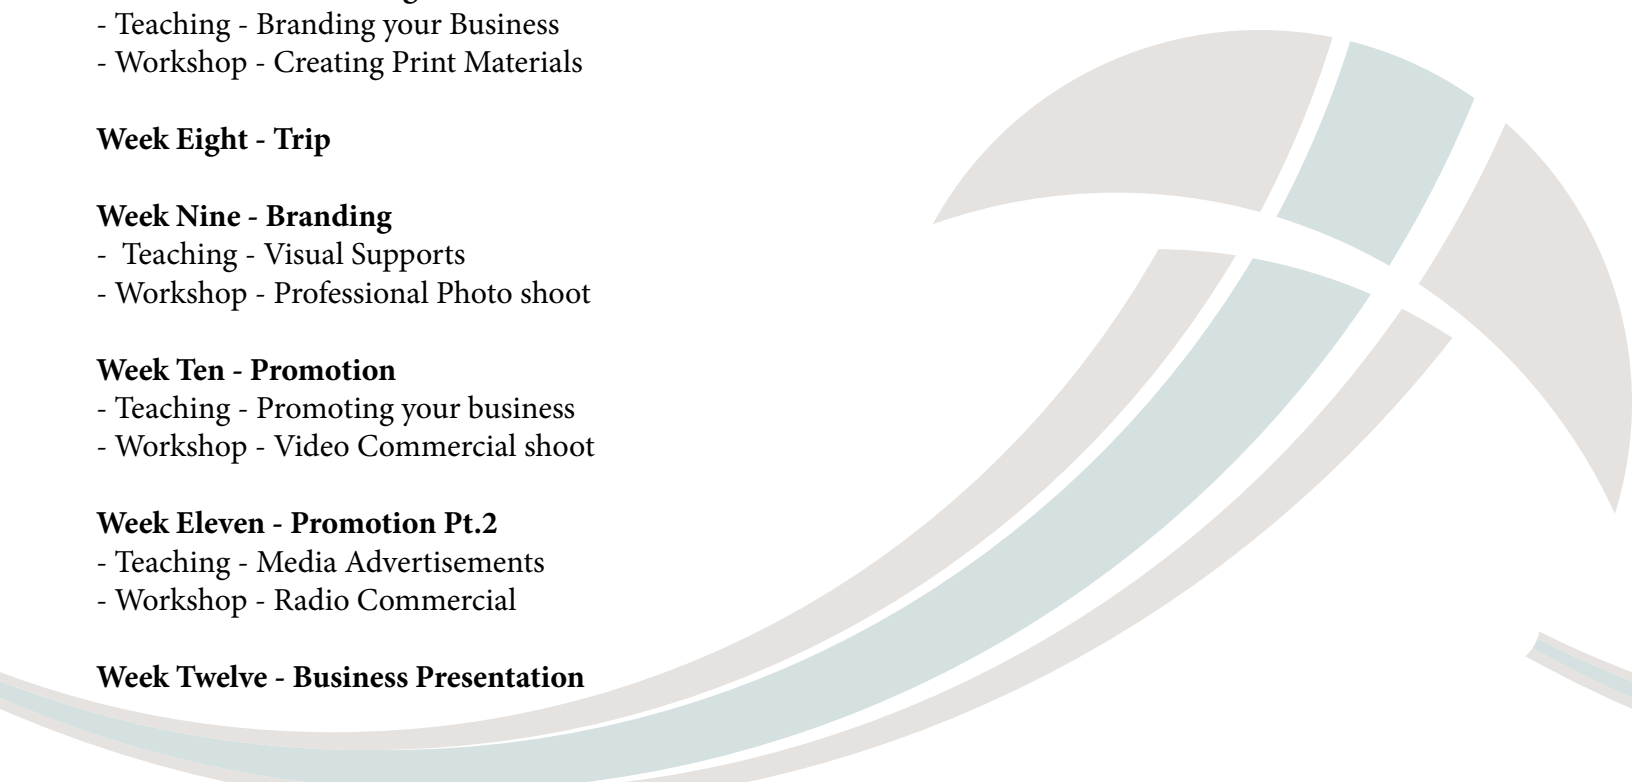 - Teaching - Branding your Business
- Workshop - Creating Print Materials
Week Eight - Trip
Week Nine - Branding
-  Teaching - Visual Supports
- Workshop - Professional Photo shoot
Week Ten - Promotion
- Teaching - Promoting your business
- Workshop - Video Commercial shoot
Week Eleven - Promotion Pt.2
- Teaching - Media Advertisements
- Workshop - Radio Commercial
Week Twelve - Business Presentation